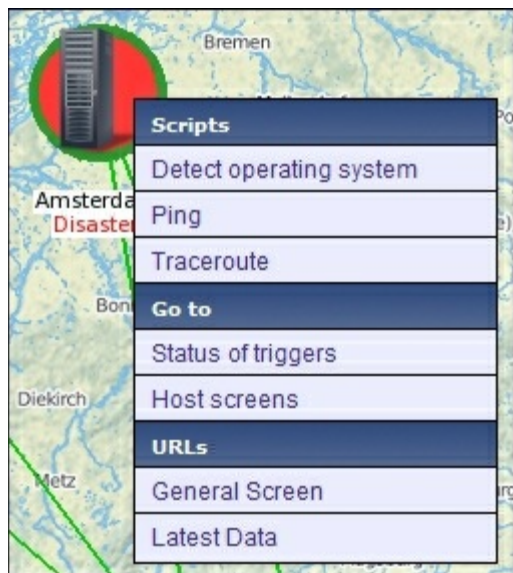 Bremen
Scripts
Detect operating system
Amsterda
Ping
Disaster
Traceroute
Bon
Go to
Status of triggers
Diekirch
Host screens
URLs
Metz
General Screen
Latest Data